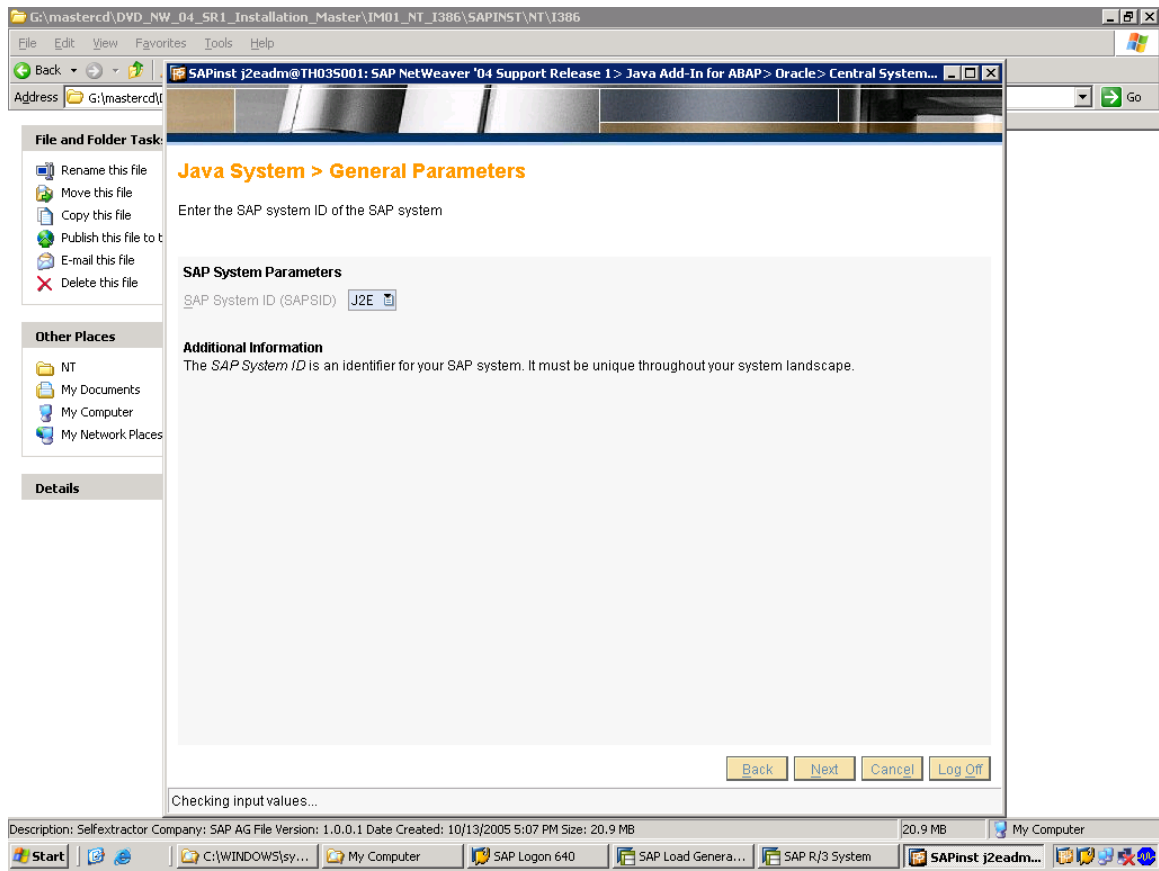 G:\mastercd\DVD_NW_04_SR1_Installation_Master\IM01_NT_I386\SAPINST\NT\I386
File Edit View Favorites Tools Help
Back
SAPinst j2eadm@TH03S001: SAP NetWeaver '04 Support Release 1> Java Add-In for ABAP> Oracle> Central System...
Address G:\mastercd\
Go
File and Folder Task
Rename this file
Move this file
Copy this file
Publish this file to t
E-mail this file
Delete this file
Other Places
NT
My Documents
My Computer
My Network Places
Details
Java System > General Parameters
Enter the SAP system ID of the SAP system
SAP System Parameters
SAP System ID (SAPSID) J2E
Additional Information
The SAP System ID is an identifier for your SAP system. It must be unique throughout your system landscape.
Back Next Cancel Log Off
Checking input values...
Description: Selfextractor Company: SAP AG File Version: 1.0.0.1 Date Created: 10/13/2005 5:07 PM Size: 20.9 MB 20.9 MB My Computer
Start C:\WINDOWS\sy... My Computer SAP Logon 640 SAP Load Genera... SAP R/3 System SAPinst j2eadm...